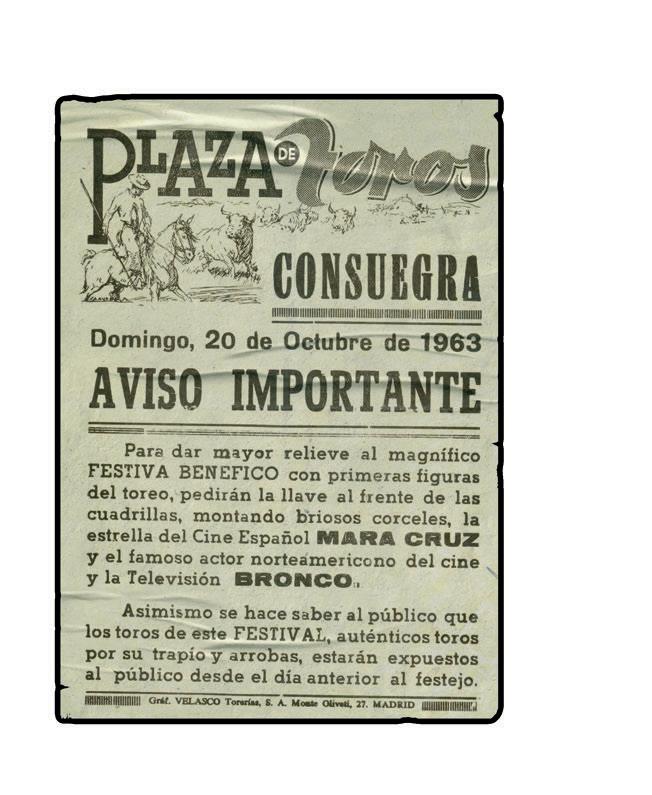 PLAZA DE Toros
CONSUEGRA
Domingo, 20 de Octubre de 1963
AVISO IMPORTANTE
Para dar mayor relieve al magnífico
FESTIVA BENEFICO con primeras figuras
del toreo, pedirán la llave al frente de las
cuadrillas, montando briosos corceles, la
estrella del Cine Español MARA CRUZ
y el famoso actor norteamericono del cine
y la Televisión BRONCO.
Asimismo se hace saber al público que
los toros de este FESTIVAL, auténticos toros
por su trapío y arrobas, estarán expuestos
al público desde el día anterior al festejo.
Gráf. VELASCO Torerías, S. A. Monte Oliveti, 27. MADRID